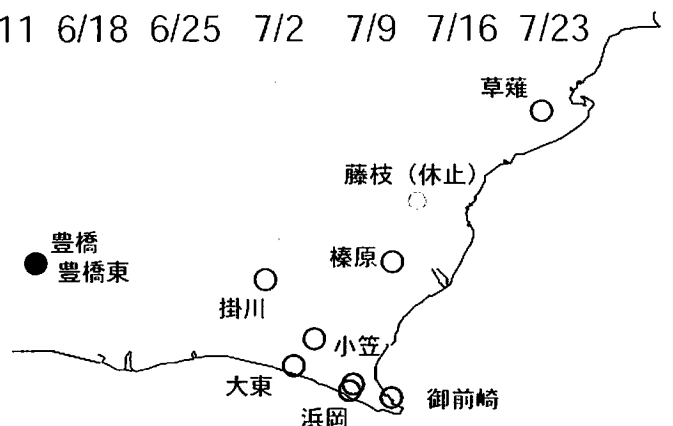 11 6/18 6/25 7/2 7/9 7/16 7/23
草薙
藤枝（休止）
豊橋
豊橋東
榛原
掛川
小笠
大東
御前崎
浜岡